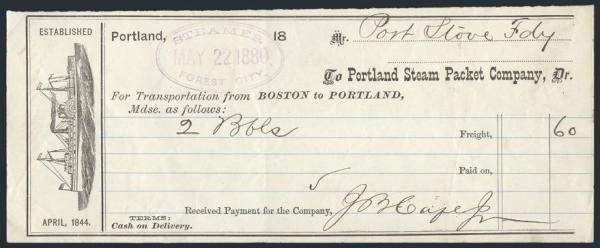 ESTABLISHED
APRIL, 1844.
Portland, 18
STEAMER
MAY 22 1880
FOREST CITY.
Mr. Port Stove Fdy
To Portland Steam Packet Company, Dr.
For Transportation from BOSTON to PORTLAND,
Mdse. as follows:
2 Bbls
Freight, 60
Paid on,
Received Payment for the Company,
TERMS:
Cash on Delivery.